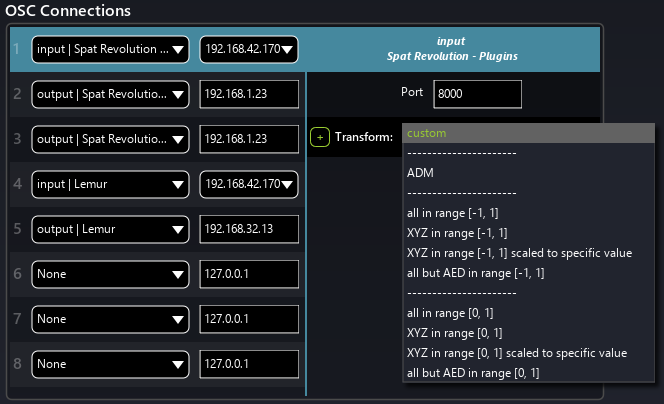 OSC Connections
1 input | Spat Revolution ... 192.168.42.170
input
Spat Revolution - Plugins
2 output | Spat Revolutio... 192.168.1.23
Port 8000
3 output | Spat Revolutio... 192.168.1.23
+ Transform:
4 input | Lemur 192.168.42.170
5 output | Lemur 192.168.32.13
6 None 127.0.0.1
7 None 127.0.0.1
8 None 127.0.0.1
custom
----------------------
ADM
----------------------
all in range [-1, 1]
XYZ in range [-1, 1]
XYZ in range [-1, 1] scaled to specific value
all but AED in range [-1, 1]
----------------------
all in range [0, 1]
XYZ in range [0, 1]
XYZ in range [0, 1] scaled to specific value
all but AED in range [0, 1]